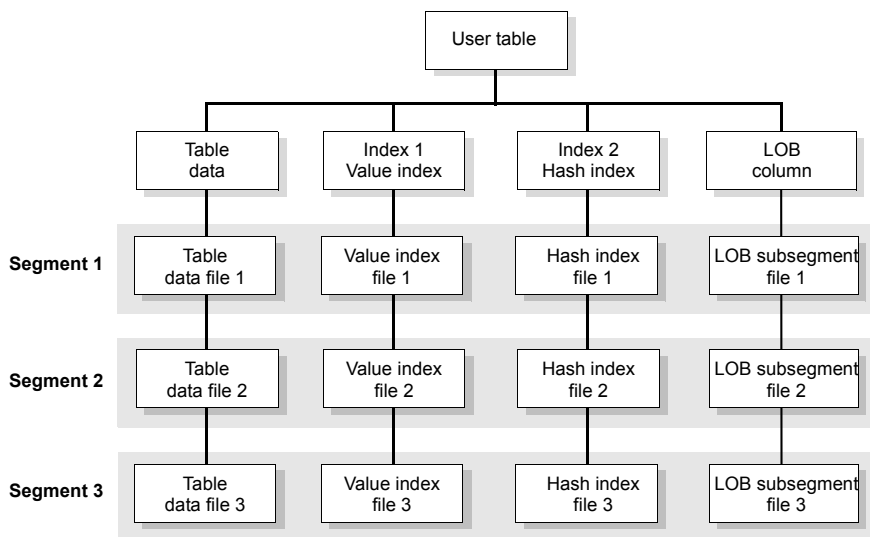 User table
Table
data
Index 1
Value index
Index 2
Hash index
LOB
column
Segment 1
Table
data file 1
Value index
file 1
Hash index
file 1
LOB subsegment
file 1
Segment 2
Table
data file 2
Value index
file 2
Hash index
file 2
LOB subsegment
file 2
Segment 3
Table
data file 3
Value index
file 3
Hash index
file 3
LOB subsegment
file 3